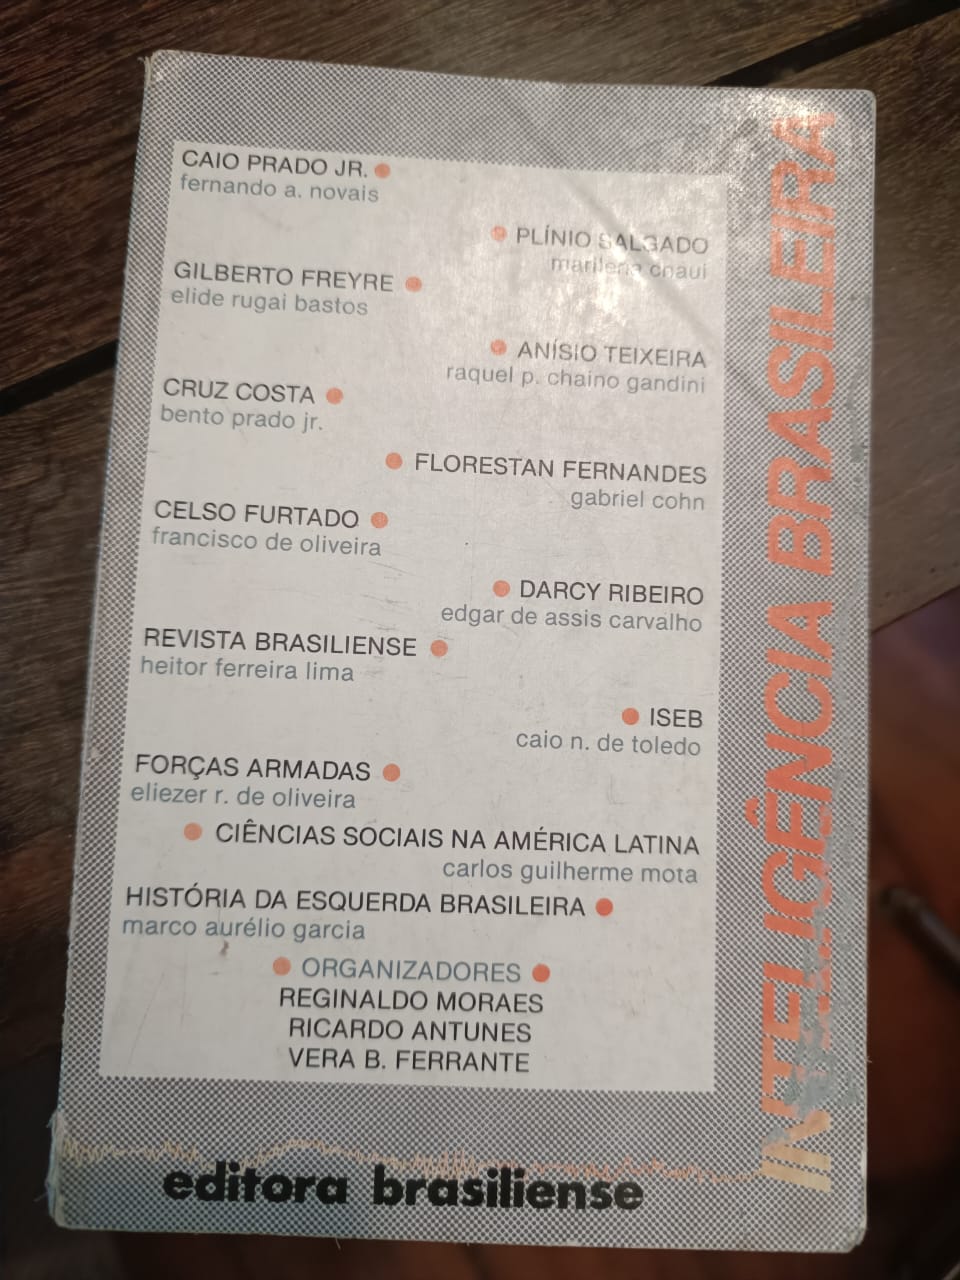 CAIO PRADO JR.
fernando a. novais
PLÍNIO SALGADO
marilena chaui
GILBERTO FREYRE
elide rugai bastos
ANÍSIO TEIXEIRA
raquel p. chaino gandini
CRUZ COSTA
bento prado jr.
FLORESTAN FERNANDES
gabriel cohn
CELSO FURTADO
francisco de oliveira
DARCY RIBEIRO
edgar de assis carvalho
REVISTA BRASILIENSE
heitor ferreira lima
ISEB
caio n. de toledo
FORÇAS ARMADAS
eliezer r. de oliveira
CIÊNCIAS SOCIAIS NA AMÉRICA LATINA
carlos guilherme mota
HISTÓRIA DA ESQUERDA BRASILEIRA
marco aurélio garcia
ORGANIZADORES
REGINALDO MORAES
RICARDO ANTUNES
VERA B. FERRANTE
editora brasiliense
INTELIGÊNCIA BRASILEIRA